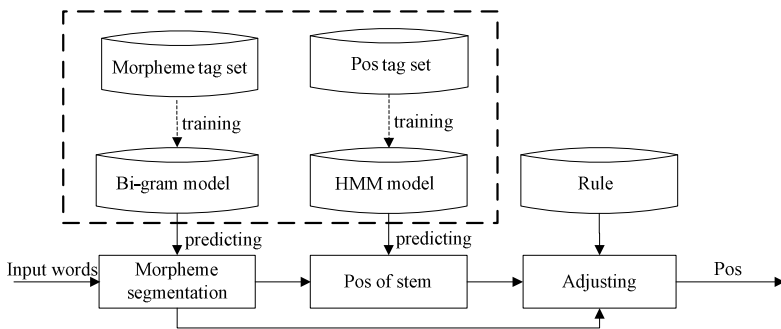 Morpheme tag set
Pos tag set
training
training
Bi-gram model
HMM model
Rule
predicting
predicting
Input words
Morpheme
segmentation
Pos of stem
Adjusting
Pos